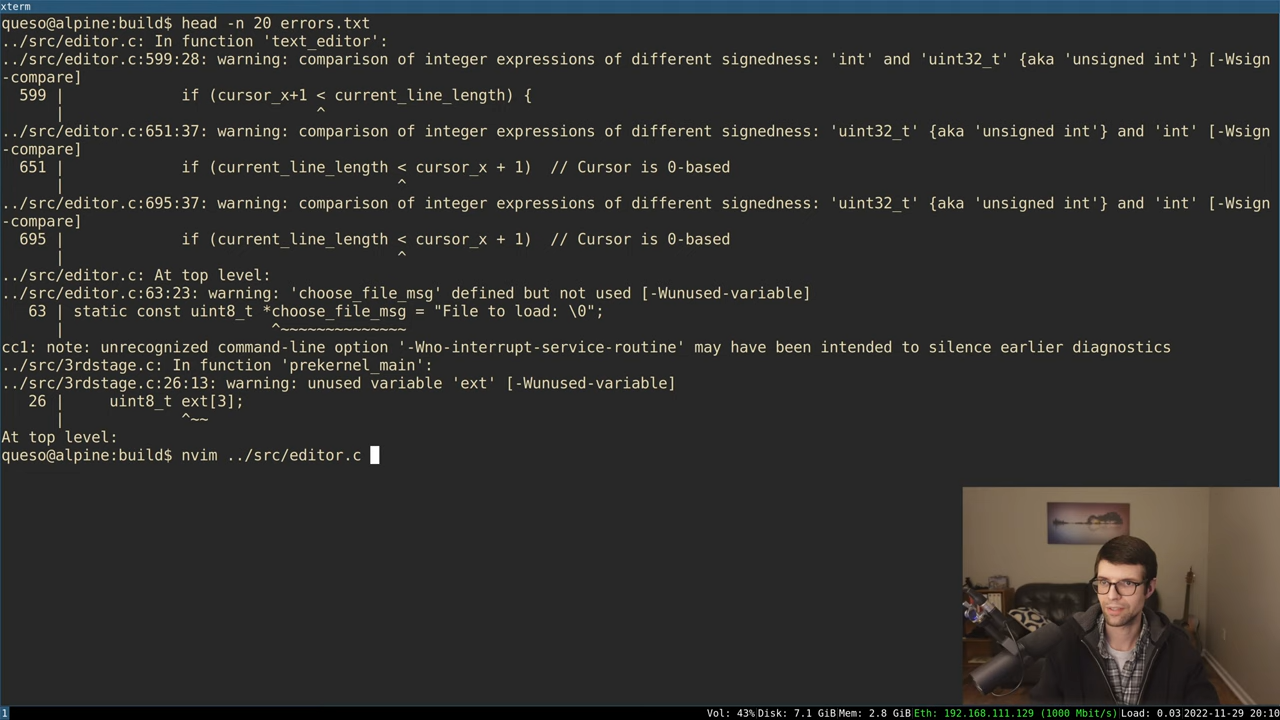 xterm
queso@alpine:build$ head -n 20 errors.txt
../src/editor.c: In function 'text_editor':
../src/editor.c:599:28: warning: comparison of integer expressions of different signedness: 'int' and 'uint32_t' {aka 'unsigned int'} [-Wsign
-compare]
  599 |             if (cursor_x+1 < current_line_length) {
      |                            ^
../src/editor.c:651:37: warning: comparison of integer expressions of different signedness: 'uint32_t' {aka 'unsigned int'} and 'int' [-Wsign
-compare]
  651 |             if (current_line_length < cursor_x + 1)  // Cursor is 0-based
      |                                     ^
../src/editor.c:695:37: warning: comparison of integer expressions of different signedness: 'uint32_t' {aka 'unsigned int'} and 'int' [-Wsign
-compare]
  695 |             if (current_line_length < cursor_x + 1)  // Cursor is 0-based
      |                                     ^
../src/editor.c: At top level:
../src/editor.c:63:23: warning: 'choose_file_msg' defined but not used [-Wunused-variable]
   63 | static const uint8_t *choose_file_msg = "File to load: \0";
      |                       ^~~~~~~~~~~~~~~
cc1: note: unrecognized command-line option '-Wno-interrupt-service-routine' may have been intended to silence earlier diagnostics
../src/3rdstage.c: In function 'prekernel_main':
../src/3rdstage.c:26:13: warning: unused variable 'ext' [-Wunused-variable]
   26 |     uint8_t ext[3];
      |             ^~~
At top level:
queso@alpine:build$ nvim ../src/editor.c
1 Vol: 43% Disk: 7.1 GiB Mem: 2.8 GiB Eth: 192.168.111.129 (1000 Mbit/s) Load: 0.03 2022-11-29 20:10